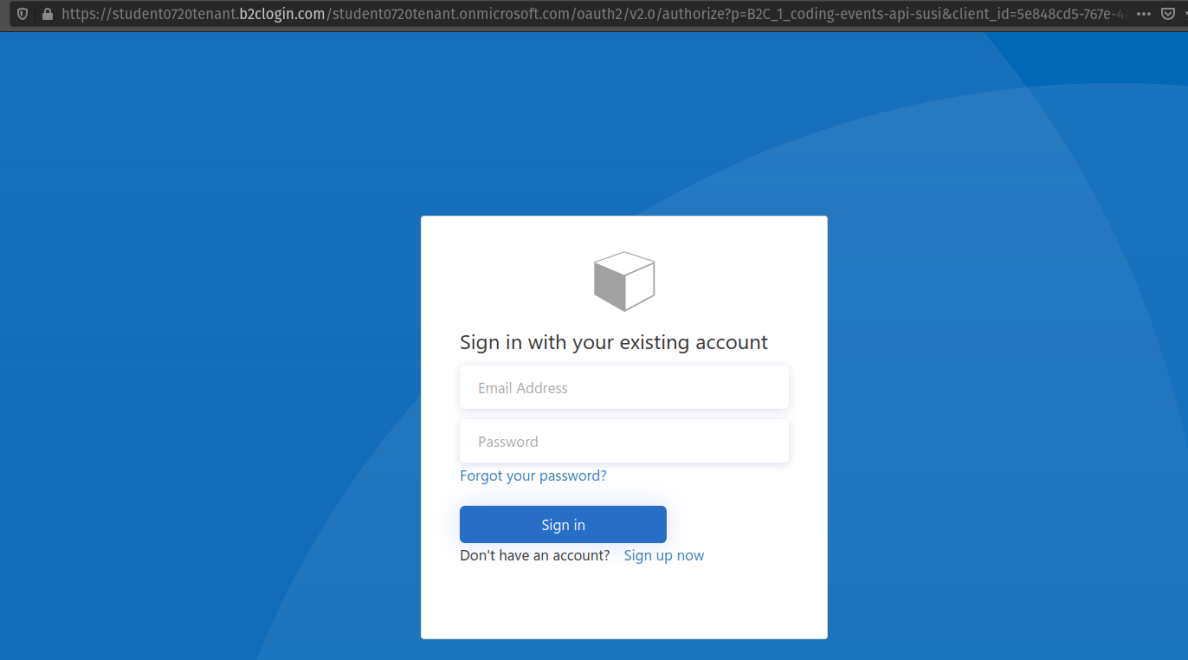 https://student0720tenant.b2clogin.com/student0720tenant.onmicrosoft.com/oauth2/v2.0/authorize?p=B2C_1_coding-events-api-susi&client_id=5e848cd5-767e-4
Sign in with your existing account
Email Address
Password
Forgot your password?
Sign in
Don't have an account? Sign up now